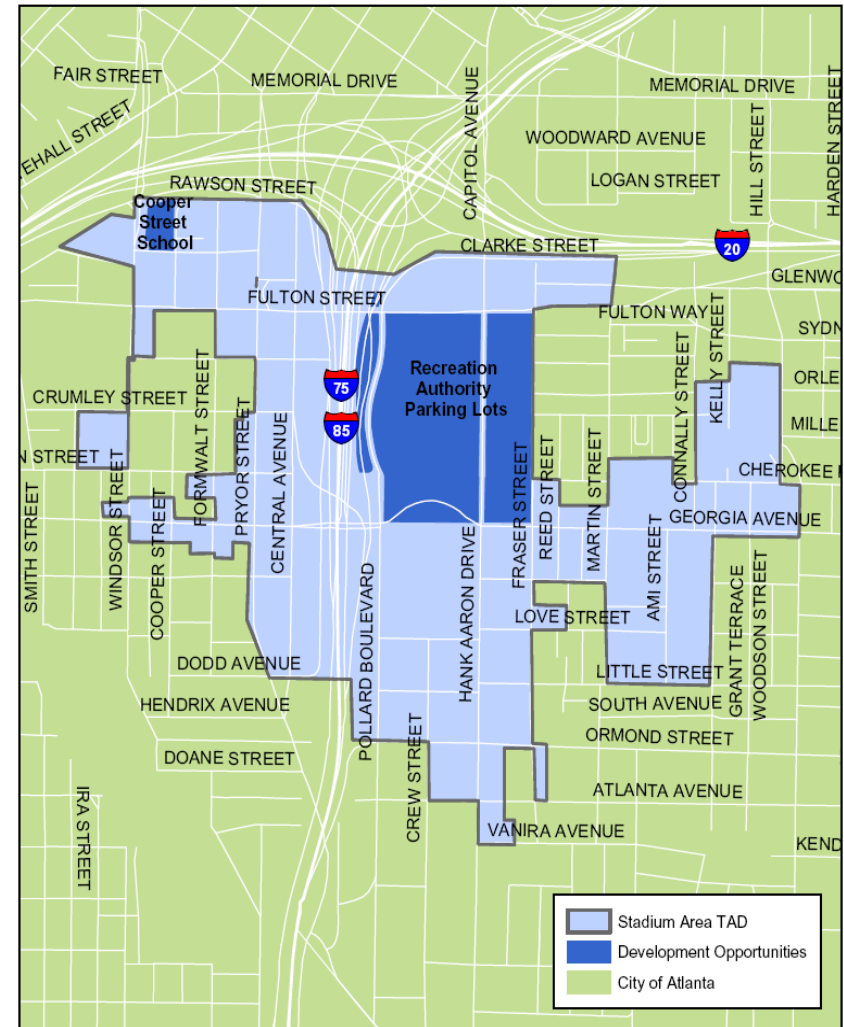 FAIR STREET
MEMORIAL DRIVE
MEMORIAL DRIVE
CAPITOL AVENUE
HARDEN STREET
EHALL STREET
WOODWARD AVENUE
HILL STREET
LOGAN STREET
RAWSON STREET
Cooper
Street
School
CLARKE STREET
20
GLENWO
FULTON STREET
FULTON WAY
SYDN
KELLY STREET
CONNALLY STREET
75
Recreation
Authority
Parking Lots
ORLE
CRUMLEY STREET
MILLE
85
FORMWALT STREET
PRYOR STREET
CENTRAL AVENUE
N STREET
CHEROKEE
SMITH STREET
WINDSOR STREET
COOPER STREET
FRASER STREET
REED STREET
MARTIN STREET
GEORGIA AVENUE
AMI STREET
POLLARD BOULEVARD
HANK AARON DRIVE
LOVE STREET
GRANT TERRACE
WOODSON STREET
DODD AVENUE
LITTLE STREET
HENDRIX AVENUE
SOUTH AVENUE
ORMOND STREET
DOANE STREET
CREW STREET
ATLANTA AVENUE
IRA STREET
VANIRA AVENUE
KEND
Stadium Area TAD
Development Opportunities
City of Atlanta